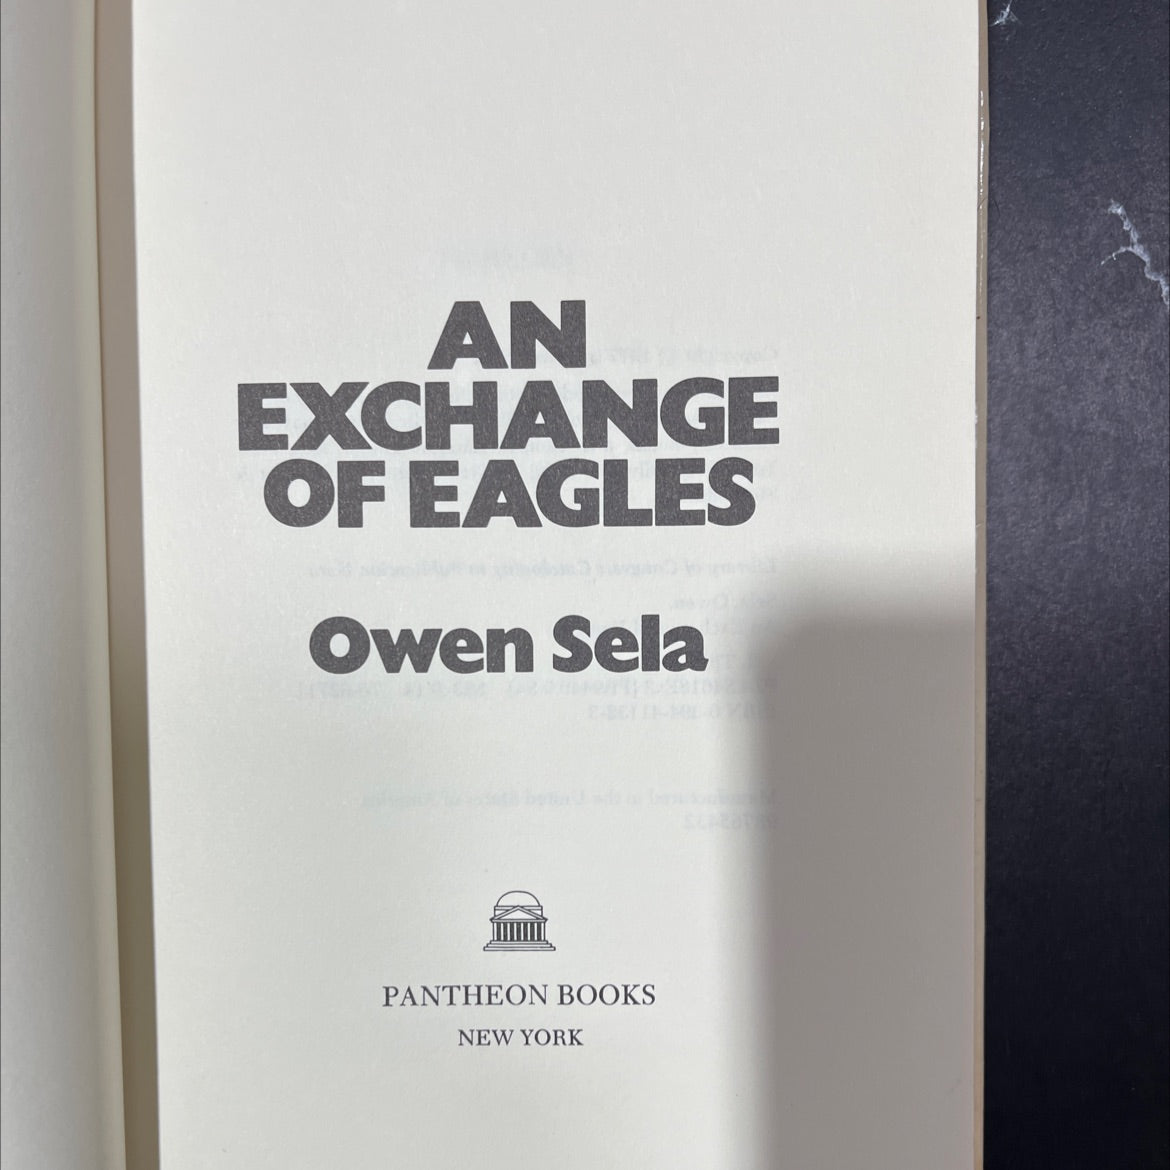 AN
EXCHANGE
OF EAGLES
Owen Sela
PANTHEON BOOKS
NEW YORK